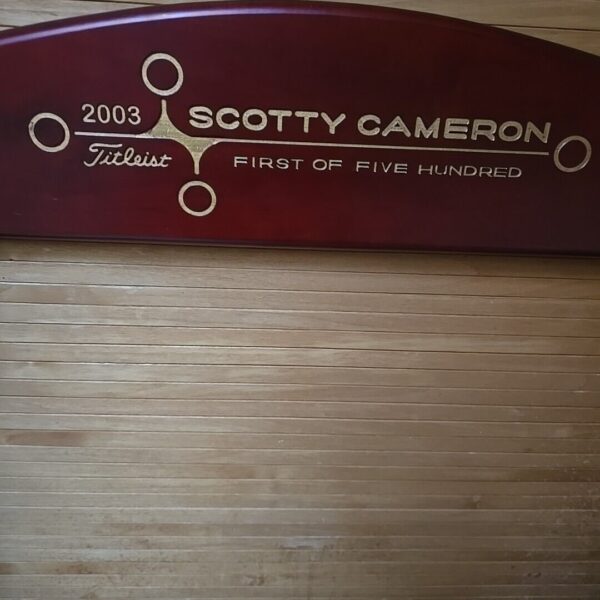 2003 SCOTTY CAMERON
Titleist FIRST OF FIVE HUNDRED